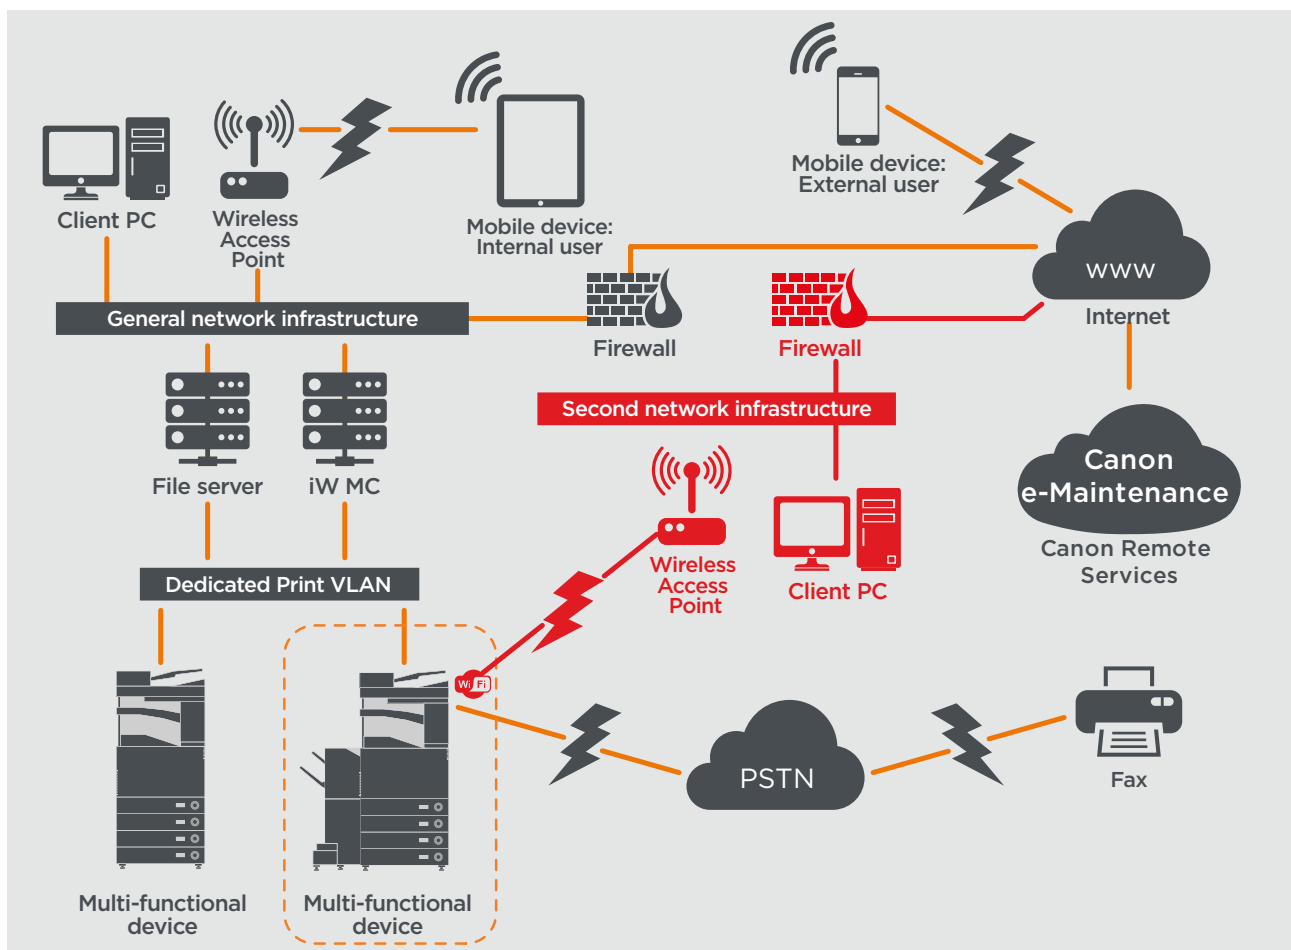 Client PC
Wireless
Access
Point
Mobile device:
Internal user
Mobile device:
External user
www
Internet
General network infrastructure
Firewall
Firewall
Second network infrastructure
File server
iW MC
Canon
e-Maintenance
Canon Remote
Services
Wireless
Access
Point
Client PC
Dedicated Print VLAN
Wi Fi
PSTN
Fax
Multi-functional
device
Multi-functional
device